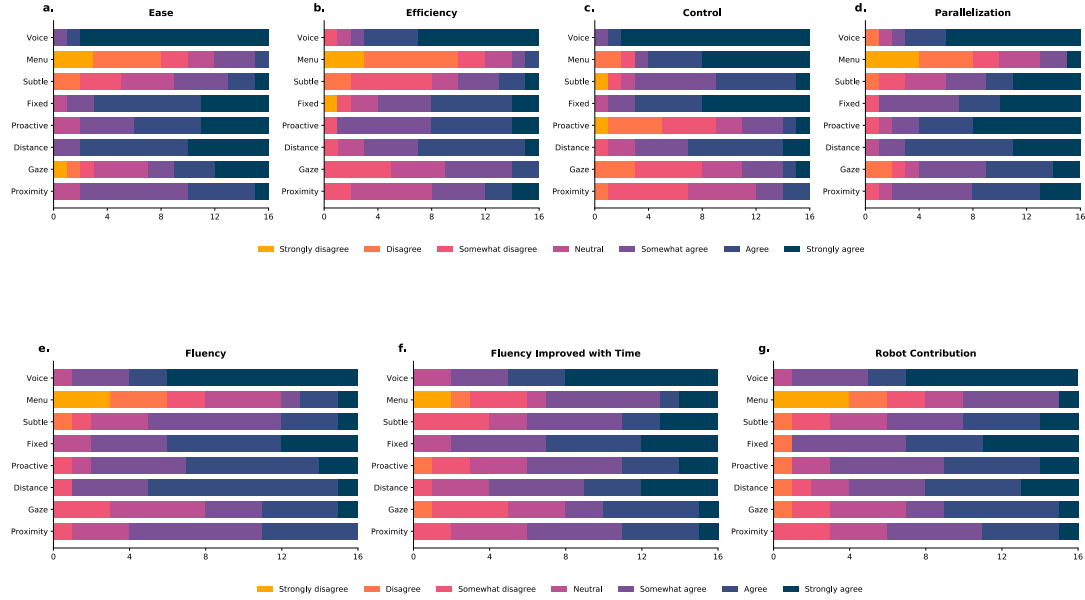 a.
Ease
Voice
Menu
Subtle
Fixed
Proactive
Distance
Gaze
Proximity
0 4 8 12 16
b.
Efficiency
Voice
Menu
Subtle
Fixed
Proactive
Distance
Gaze
Proximity
0 4 8 12 16
c.
Control
Voice
Menu
Subtle
Fixed
Proactive
Distance
Gaze
Proximity
0 4 8 12 16
d.
Parallelization
Voice
Menu
Subtle
Fixed
Proactive
Distance
Gaze
Proximity
0 4 8 12 16
Strongly disagree Disagree Somewhat disagree Neutral Somewhat agree Agree Strongly agree
e.
Fluency
Voice
Menu
Subtle
Fixed
Proactive
Distance
Gaze
Proximity
0 4 8 12 16
f.
Fluency Improved with Time
Voice
Menu
Subtle
Fixed
Proactive
Distance
Gaze
Proximity
0 4 8 12 16
g.
Robot Contribution
Voice
Menu
Subtle
Fixed
Proactive
Distance
Gaze
Proximity
0 4 8 12 16
Strongly disagree Disagree Somewhat disagree Neutral Somewhat agree Agree Strongly agree